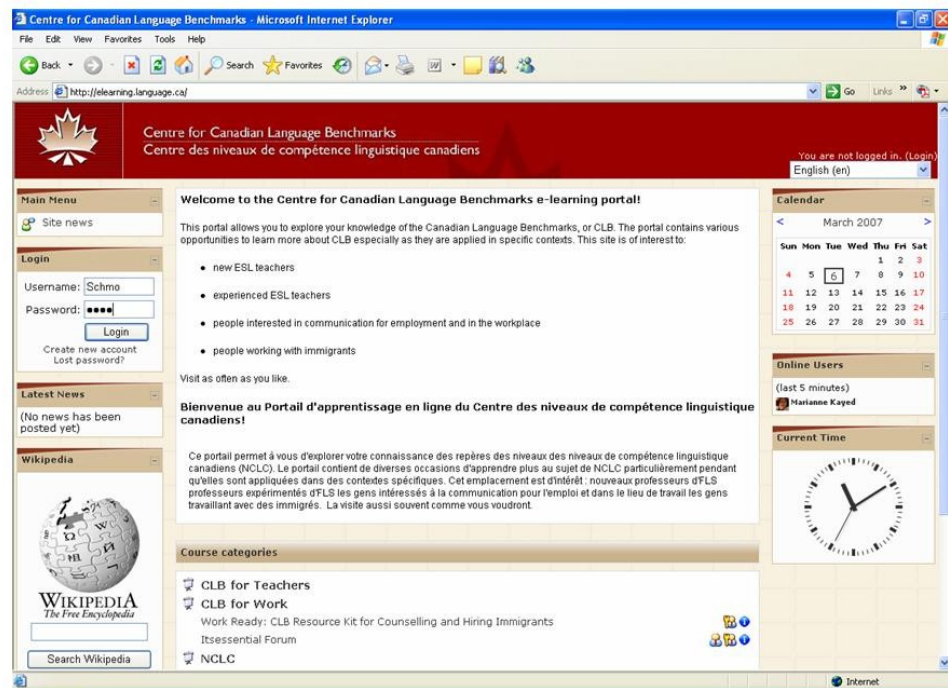 Centre for Canadian Language Benchmarks - Microsoft Internet Explorer
File Edit View Favorites Tools Help
Back Search Favorites
Address http://elearning.language.ca/ Go Links »
Centre for Canadian Language Benchmarks
Centre des niveaux de compétence linguistique canadiens
You are not logged in. (Login)
English (en)
Main Menu
Site news
Login
Username: Schmo
Password: ●●●●
Login
Create new account
Lost password?
Latest News
(No news has been
posted yet)
Wikipedia
WIKIPEDIA
The Free Encyclopedia
Search Wikipedia
Welcome to the Centre for Canadian Language Benchmarks e-learning portal!
This portal allows you to explore your knowledge of the Canadian Language Benchmarks, or CLB. The portal contains various
opportunities to learn more about CLB especially as they are applied in specific contexts. This site is of interest to:
• new ESL teachers
• experienced ESL teachers
• people interested in communication for employment and in the workplace
• people working with immigrants
Visit as often as you like.
Bienvenue au Portail d'apprentissage en ligne du Centre des niveaux de compétence linguistique
canadiens!
Ce portail permet á vous d'explorer votre connaissance des repères des niveaux des niveaux de compétence linguistique
canadiens (NCLC). Le portail contient de diverses occasions d'apprendre plus au sujet de NCLC particulièrement pendant
qu'elles sont appliquées dans des contextes spécifiques. Cet emplacement est d'intérêt : nouveaux professeurs d'FLS
professeurs expérimentés d'FLS les gens intéressés à la communication pour l'emploi et dans le lieu de travail les gens
travaillant avec des immigrés. La visite aussi souvent comme vous voudront.
Course categories
CLB for Teachers
CLB for Work
Work Ready: CLB Resource Kit for Counselling and Hiring Immigrants
Itsessential Forum
NCLC
Calendar
< March 2007 >
Sun Mon Tue Wed Thu Fri Sat
1 2 3
4 5 6 7 8 9 10
11 12 13 14 15 16 17
18 19 20 21 22 23 24
25 26 27 28 29 30 31
Online Users
(last 5 minutes)
Marianne Kayed
Current Time
Internet